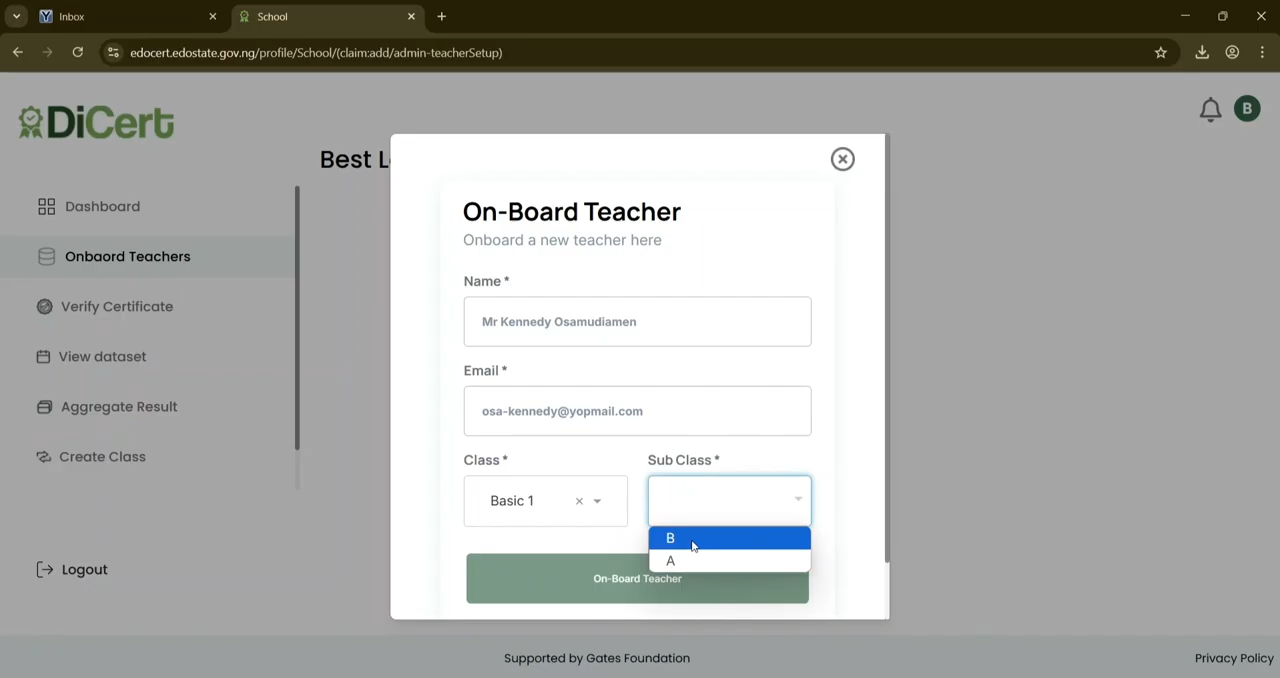 Inbox
School
edocert.edostate.gov.ng/profile/School/(claim:add/admin-teacherSetup)
DiCert
B
Best L
Dashboard
Onbaord Teachers
Verify Certificate
View dataset
Aggregate Result
Create Class
Logout
On-Board Teacher
Onboard a new teacher here
Name *
Mr Kennedy Osamudiamen
Email *
osa-kennedy@yopmail.com
Class * Sub Class *
Basic 1
B
A
On-Board Teacher
Supported by Gates Foundation
Privacy Policy